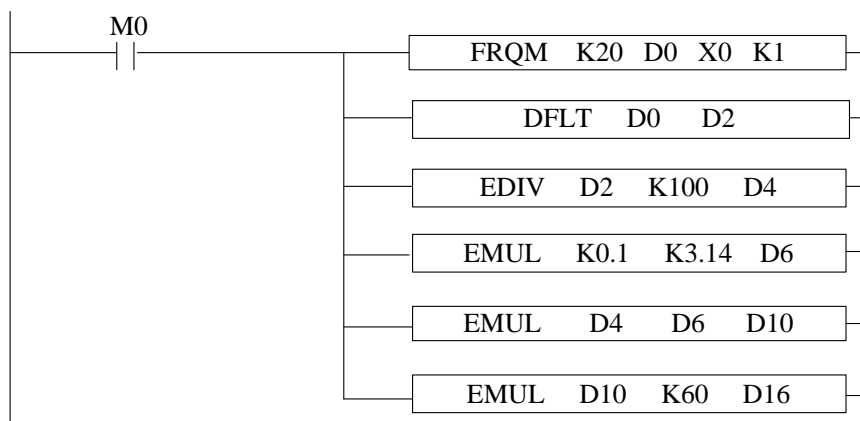 M0
FRQM K20 D0 X0 K1
DFLT D0 D2
EDIV D2 K100 D4
EMUL K0.1 K3.14 D6
EMUL D4 D6 D10
EMUL D10 K60 D16